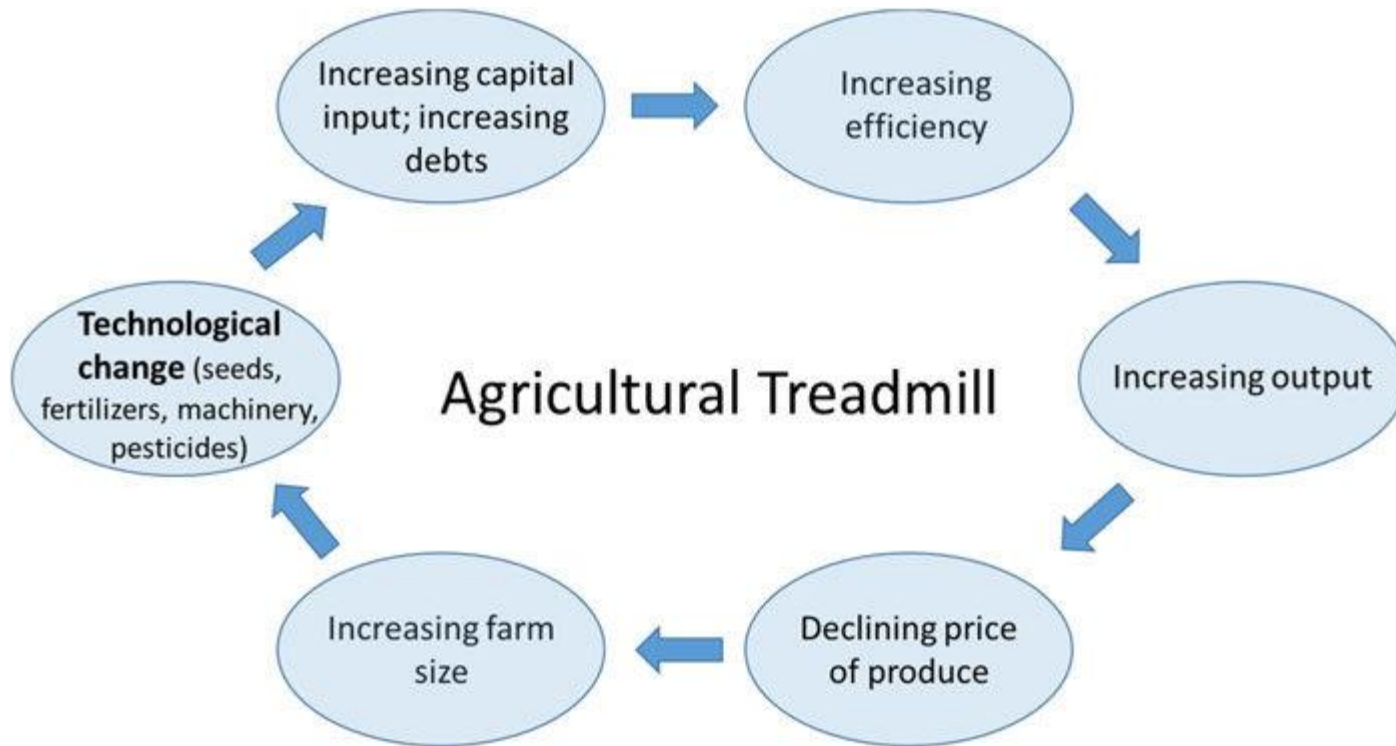 Increasing capital
input; increasing
debts
Increasing
efficiency
Technological
change (seeds,
fertilizers, machinery,
pesticides)
Agricultural Treadmill
Increasing output
Increasing farm
size
Declining price
of produce